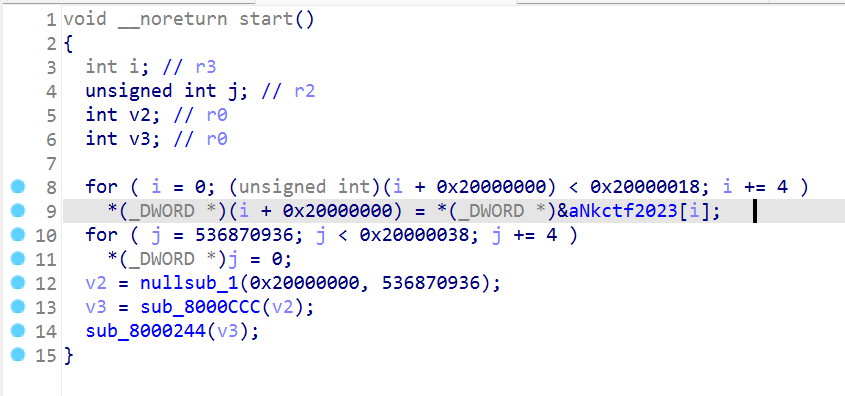 1 void __noreturn start()
2 {
3   int i; // r3
4   unsigned int j; // r2
5   int v2; // r0
6   int v3; // r0
7
8   for ( i = 0; (unsigned int)(i + 0x20000000) < 0x20000018; i += 4 )
9     *(_DWORD *)(i + 0x20000000) = *(_DWORD *)&aNkctf2023[i];
10   for ( j = 536870936; j < 0x20000038; j += 4 )
11     *(_DWORD *)j = 0;
12   v2 = nullsub_1(0x20000000, 536870936);
13   v3 = sub_8000CCC(v2);
14   sub_8000244(v3);
15 }